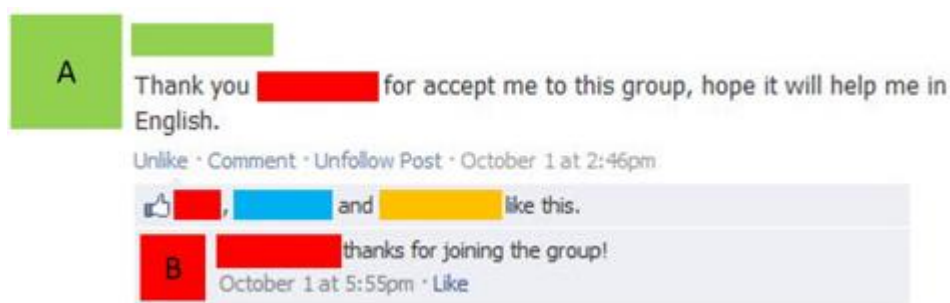 A
Thank you for accept me to this group, hope it will help me in
English.
Unlike · Comment · Unfollow Post · October 1 at 2:46pm
, and like this.
B
thanks for joining the group!
October 1 at 5:55pm · Like